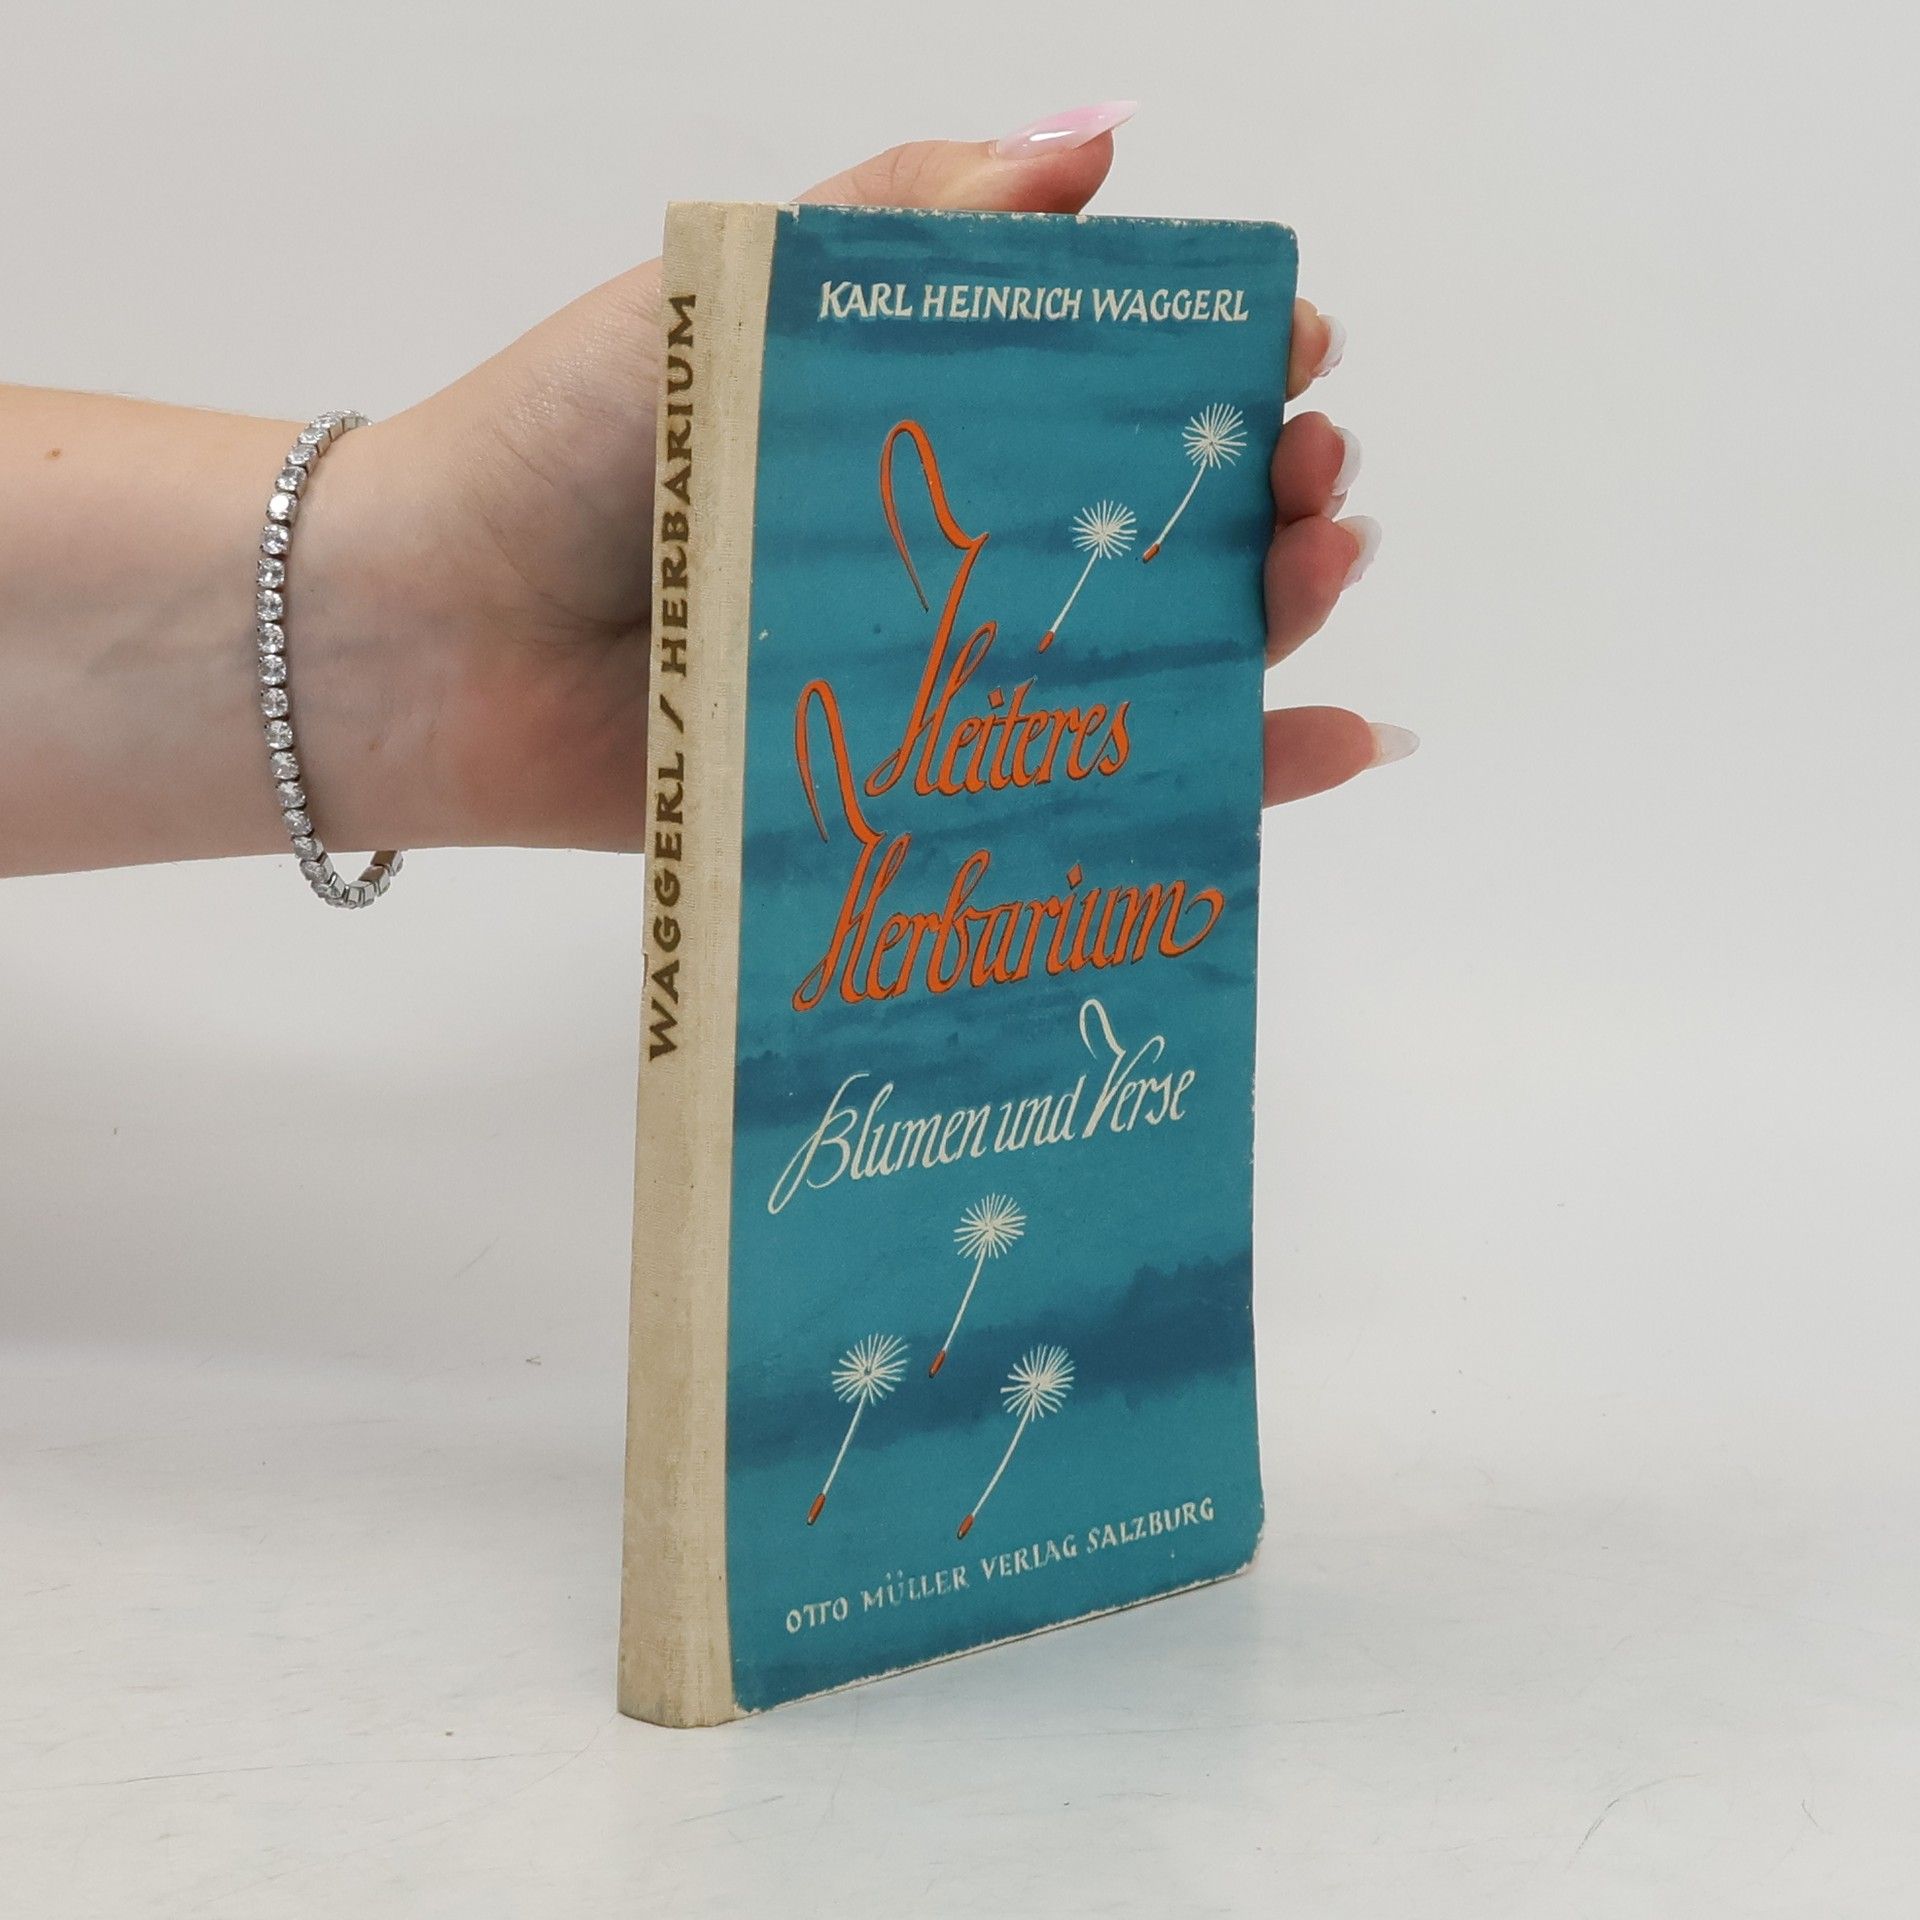 WAGGERL / HERBARIUM
KARL HEINRICH WAGGERL
Heiteres
Herbarium
Blumen und Verse
OTTO MÜLLER VERLAG SALZBURG